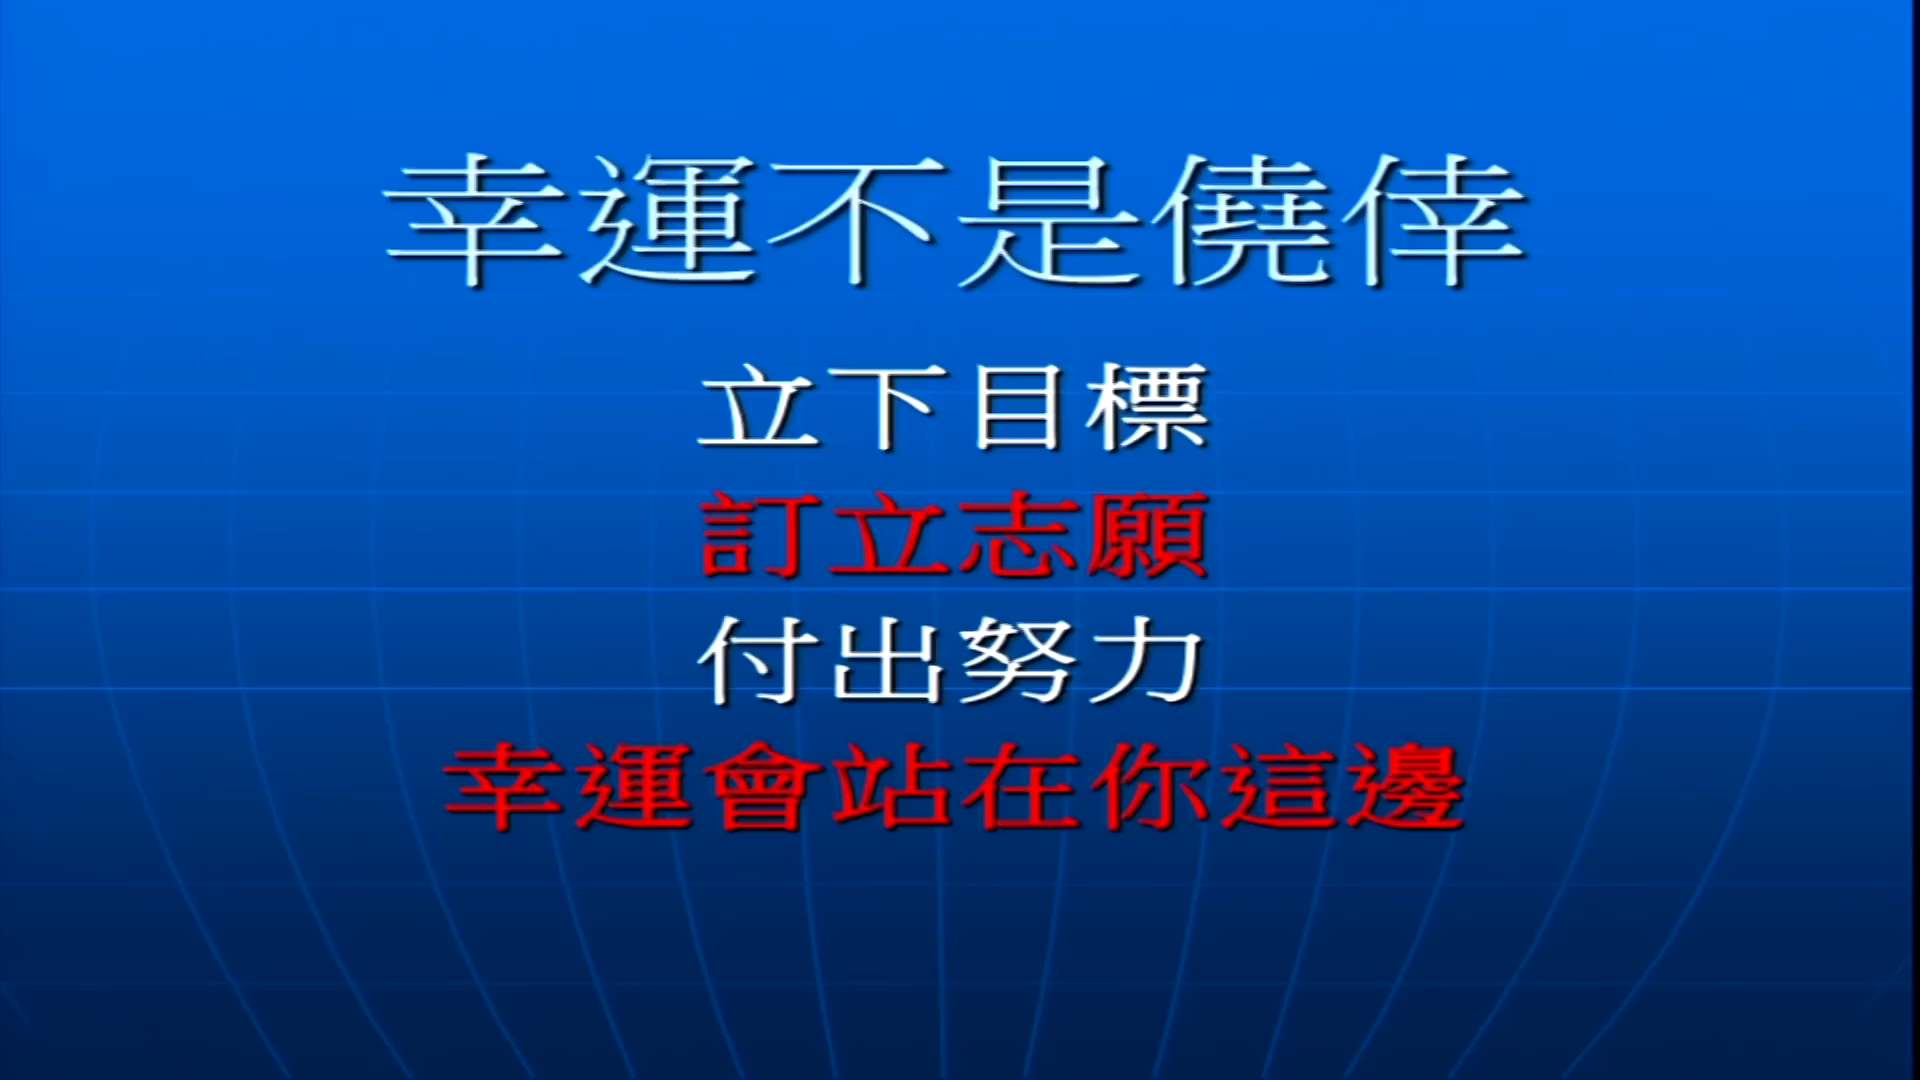 幸運不是僥倖
立下目標
訂立志願
付出努力
幸運會站在你這邊